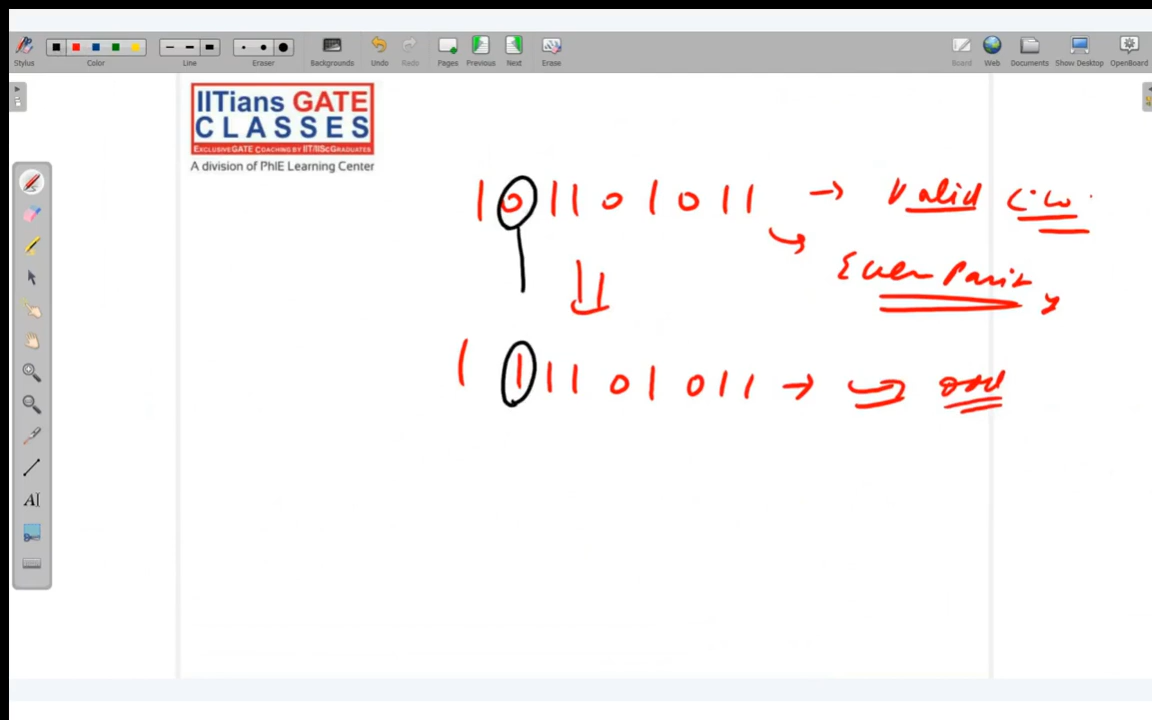 Stylus Color Line Eraser Backgrounds Undo Redo Pages Previous Next Erase Board Web Documents Show Desktop OpenBoard
IITians GATE
CLASSES
EXCLUSIVE GATE COACHING BY IIT/IISC GRADUATES
A division of PhIE Learning Center
1 0 1 1 0 1 0 1 1 → Valid C.W.
Even Parity
1 1 1 1 0 1 0 1 1 → odd
AI